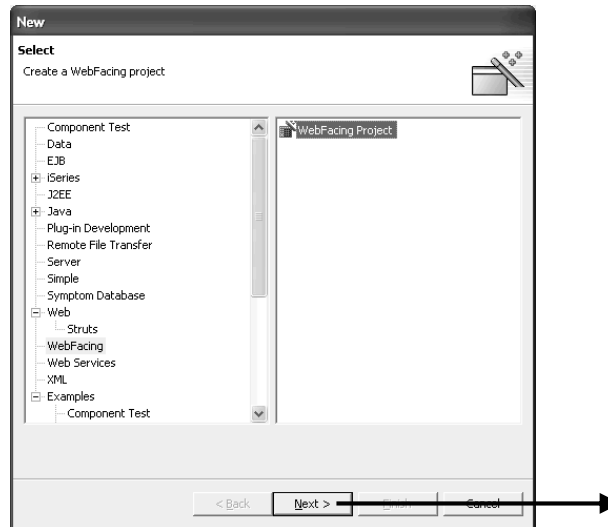 New
Select
Create a WebFacing project
Component Test
Data
EJB
iSeries
J2EE
Java
Plug-in Development
Remote File Transfer
Server
Simple
Symptom Database
Web
Struts
WebFacing
Web Services
XML
Examples
Component Test
WebFacing Project
< Back
Next >
Finish
Cancel